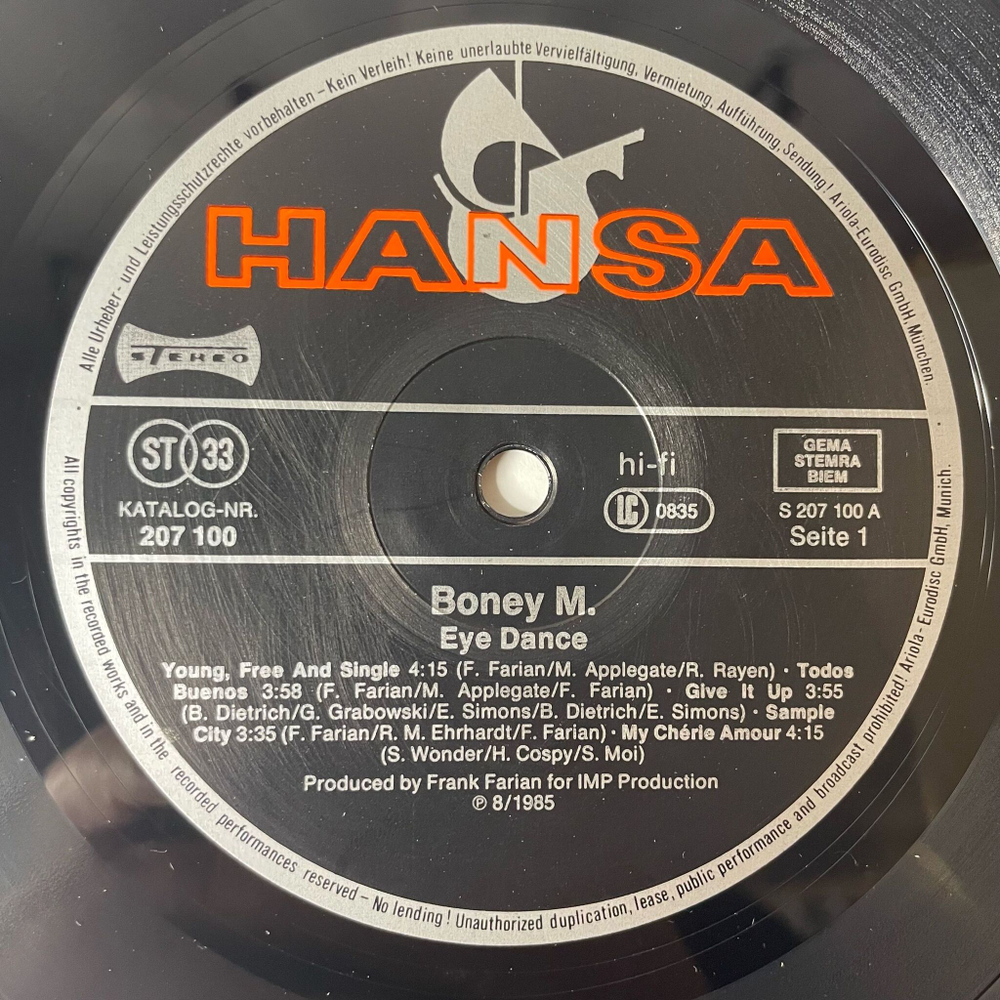 Alle Urheber- und Leistungsschutzrechte vorbehalten – Kein Verleih! Keine unerlaubte Vervielfältigung, Vermietung, Aufführung, Sendung! Ariola-Eurodisc GmbH, München.
HANSA
STEREO
ST 33
KATALOG-NR.
207 100
hi-fi
LC 0835
GEMA
STEMRA
BIEM
S 207 100 A
Seite 1
Boney M.
Eye Dance
Young, Free And Single 4:15 (F. Farian/M. Applegate/R. Rayen) · Todos
Buenos 3:58 (F. Farian/M. Applegate/F. Farian) · Give It Up 3:55
(B. Dietrich/G. Grabowski/E. Simons/B. Dietrich/E. Simons) · Sample
City 3:35 (F. Farian/R. M. Ehrhardt/F. Farian) · My Chérie Amour 4:15
(S. Wonder/H. Cospy/S. Moi)
Produced by Frank Farian for IMP Production
℗ 8/1985
All copyrights in the recorded works and in the recorded performances reserved – No lending! Unauthorized duplication, lease, public performance and broadcast prohibited! Ariola-Eurodisc GmbH, Munich.